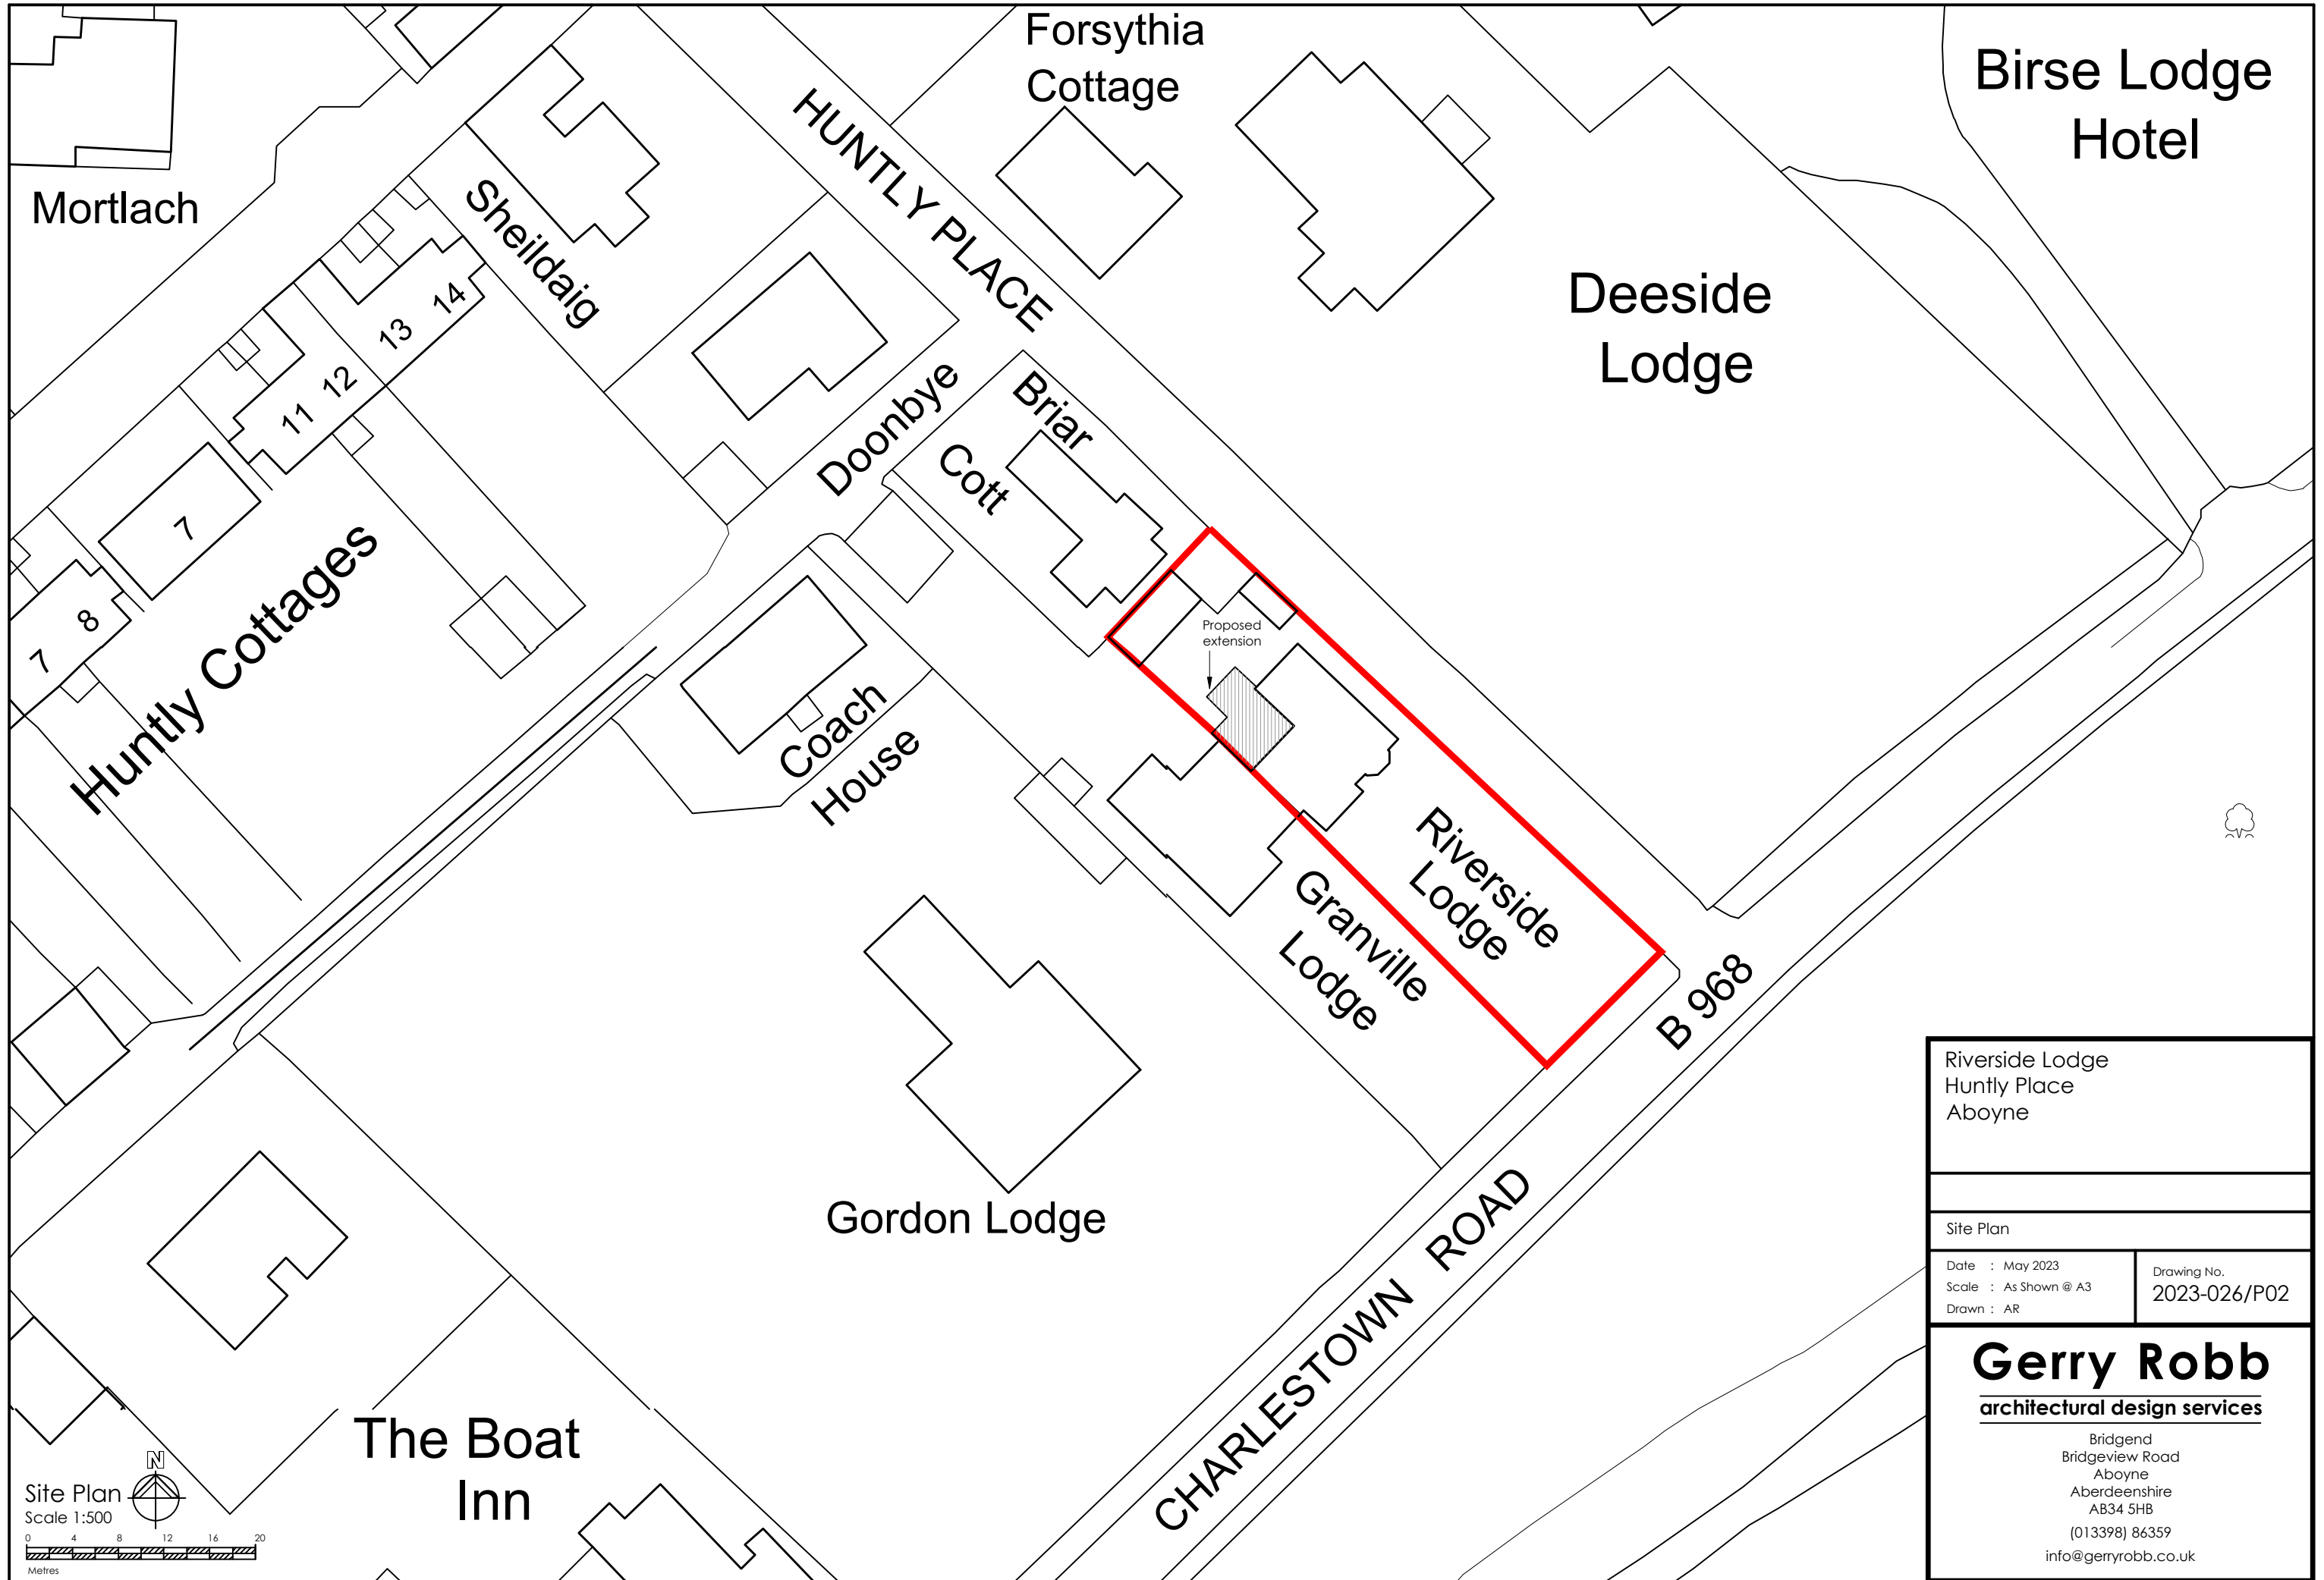 Forsythia
Cottage
Birse Lodge
Hotel
Mortlach
HUNTLY PLACE
Sheildaig
Deeside
Lodge
14
13
12
11
7
8
7
Huntly Cottages
Doonbye
Briar
Cott
Coach
House
Proposed
extension
Riverside
Lodge
Granville
Lodge
B 968
Gordon Lodge
CHARLESTOWN ROAD
The Boat
Inn
N
Site Plan
Scale 1:500
0 4 8 12 16 20
Metres
Riverside Lodge
Huntly Place
Aboyne
Site Plan
Date : May 2023
Scale : As Shown @ A3
Drawn : AR
Drawing No.
2023-026/P02
Gerry Robb
architectural design services
Bridgend
Bridgeview Road
Aboyne
Aberdeenshire
AB34 5HB
(013398) 86359
info@gerryrobb.co.uk